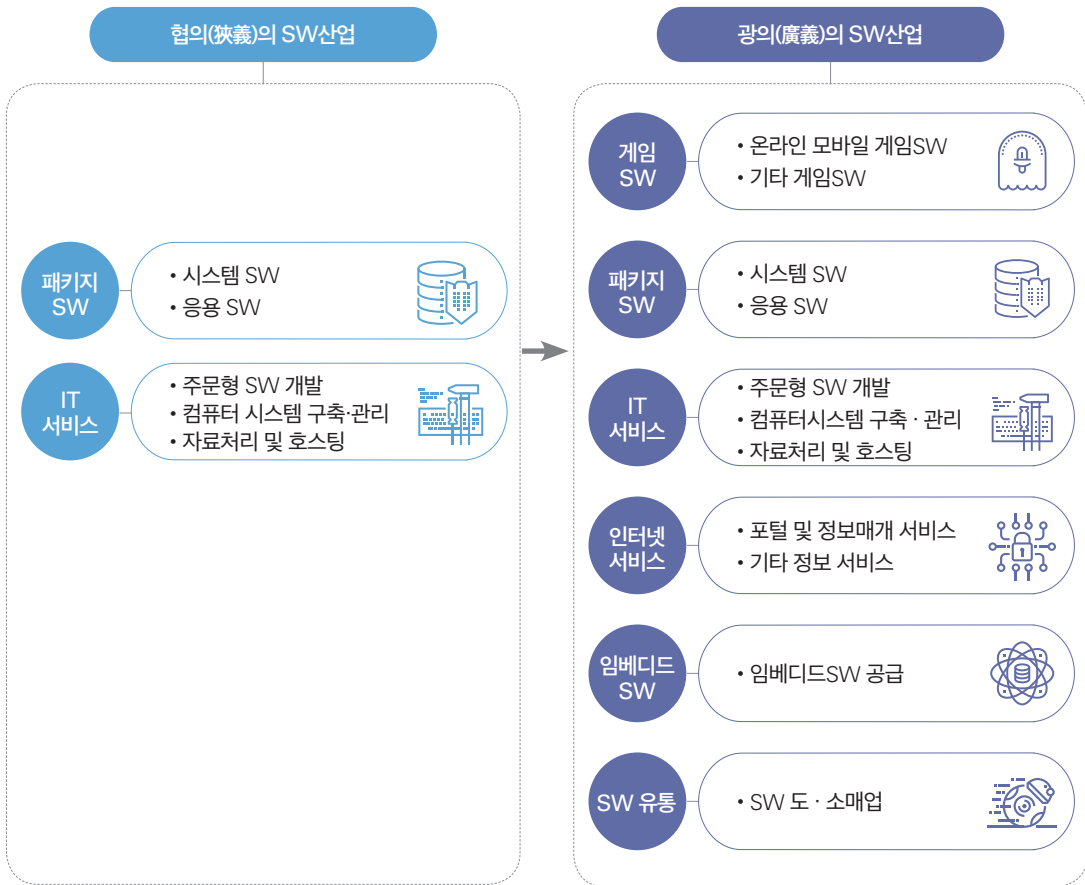 협의(狹義)의 SW산업
패키지
SW
• 시스템 SW
• 응용 SW
IT
서비스
• 주문형 SW 개발
• 컴퓨터 시스템 구축·관리
• 자료처리 및 호스팅
광의(廣義)의 SW산업
게임
SW
• 온라인 모바일 게임SW
• 기타 게임SW
패키지
SW
• 시스템 SW
• 응용 SW
IT
서비스
• 주문형 SW 개발
• 컴퓨터시스템 구축 · 관리
• 자료처리 및 호스팅
인터넷
서비스
• 포털 및 정보매개 서비스
• 기타 정보 서비스
임베디드
SW
• 임베디드SW 공급
SW 유통
• SW 도 · 소매업